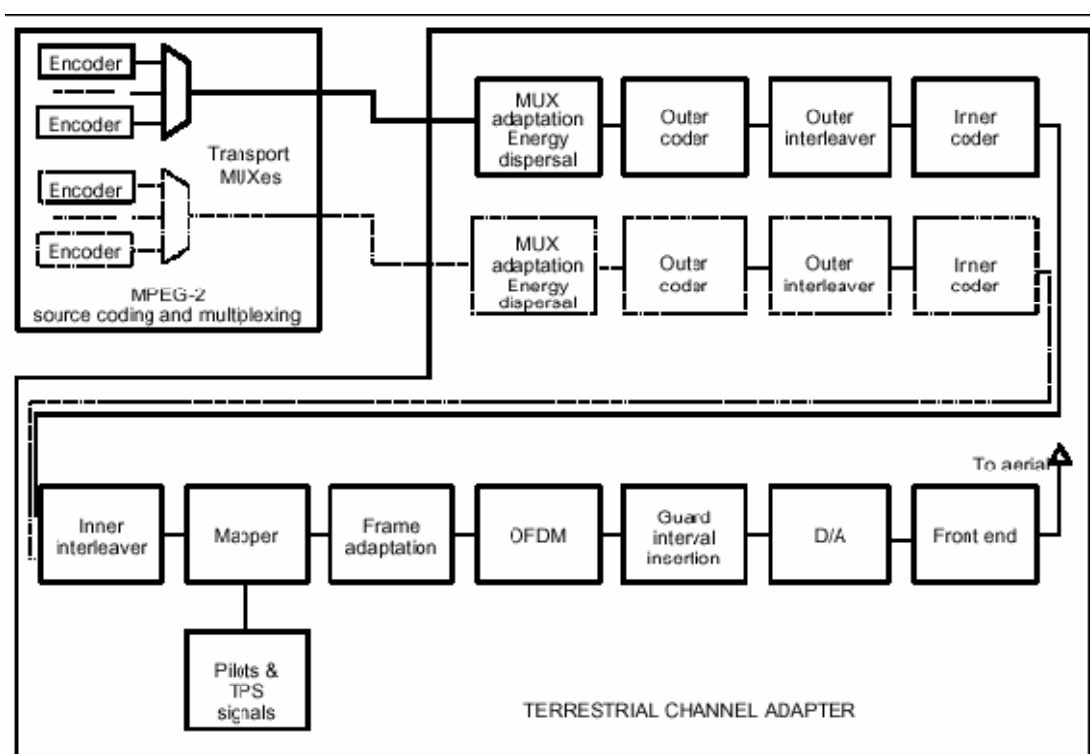 Encoder
Encoder
Transport
MUXes
Encoder
Encoder
MPEG-2
source coding and multiplexing
MUX
adaptation
Energy
dispersal
Outer
coder
Outer
interleaver
Inner
coder
MUX
adaptation
Energy
dispersal
Outer
coder
Outer
interleaver
Inner
coder
To aerial
Inner
interleaver
Mapper
Frame
adaptation
OFDM
Guard
interval
insertion
D/A
Front end
Pilots &
TPS
signals
TERRESTRIAL CHANNEL ADAPTER